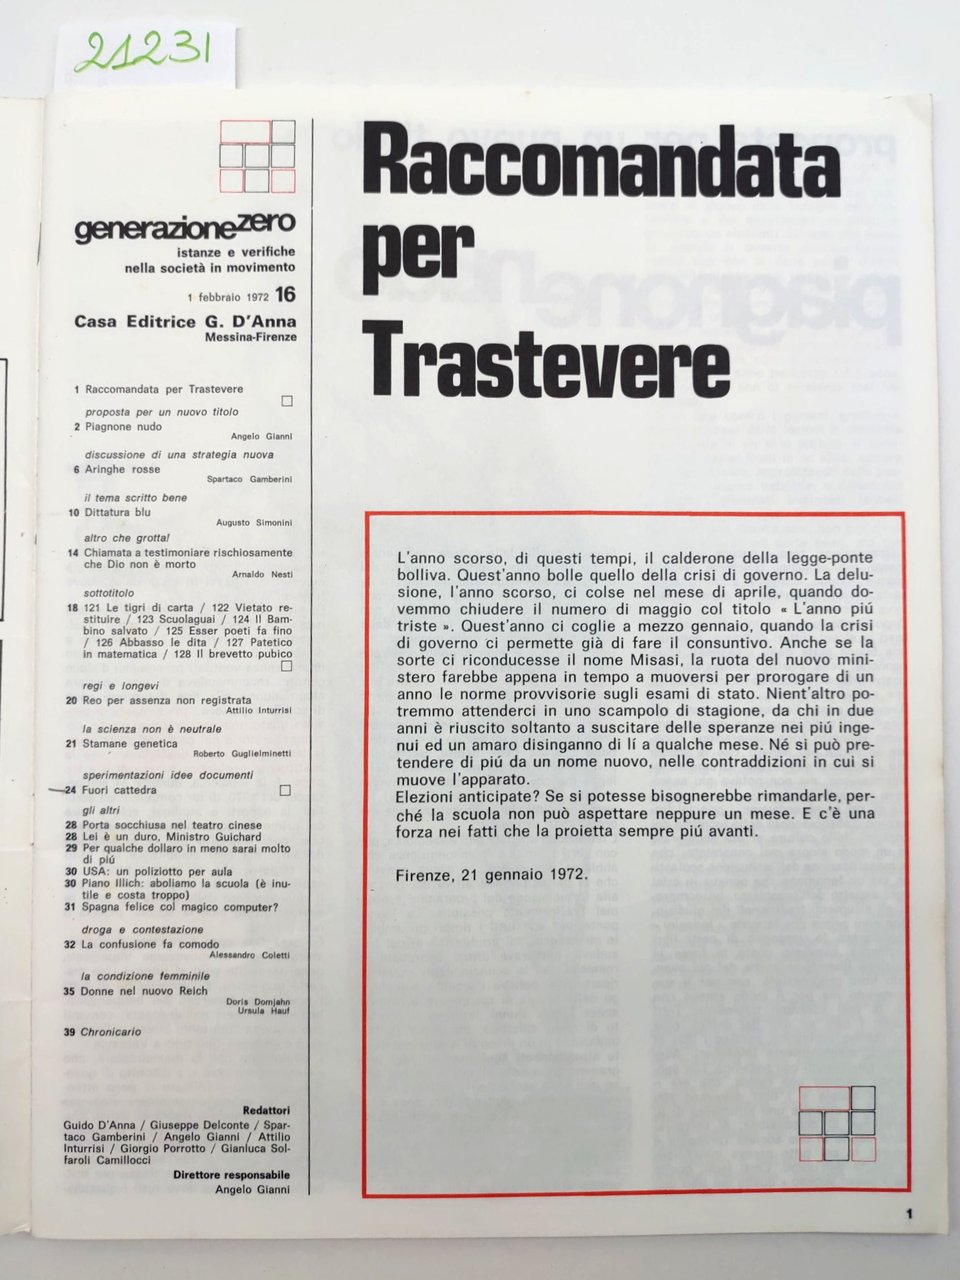 21231
generazionezero
istanze e verifiche
nella società in movimento
1 febbraio 1972 16
Casa Editrice G. D'Anna
Messina-Firenze
1 Raccomandata per Trastevere
proposta per un nuovo titolo
2 Piagnone nudo
Angelo Gianni
discussione di una strategia nuova
6 Aringhe rosse
Spartaco Gamberini
il tema scritto bene
10 Dittatura blu
Augusto Simonini
altro che grotta!
14 Chiamata a testimoniare rischiosamente
che Dio non è morto
Arnaldo Nesti
sottotitolo
18 121 Le tigri di carta / 122 Vietato re-
stituire / 123 Scuolaguai / 124 Il Bam-
bino salvato / 125 Esser poeti fa fino
/ 126 Abbasso le dita / 127 Patetico
in matematica / 128 Il brevetto pubico
regi e longevi
20 Reo per assenza non registrata
Attilio Inturrisi
la scienza non è neutrale
21 Stamane genetica
Roberto Guglielminetti
sperimentazioni idee documenti
24 Fuori cattedra
gli altri
28 Porta socchiusa nel teatro cinese
28 Lei è un duro, Ministro Guichard
29 Per qualche dollaro in meno sarai molto
di piú
30 USA: un poliziotto per aula
30 Piano Illich: aboliamo la scuola (è inu-
tile e costa troppo)
31 Spagna felice col magico computer?
droga e contestazione
32 La confusione fa comodo
Alessandro Coletti
la condizione femminile
35 Donne nel nuovo Reich
Doris Domjahn
Ursula Hauf
39 Chronicario
Redattori
Guido D'Anna / Giuseppe Delconte / Spar-
taco Gamberini / Angelo Gianni / Attilio
Inturrisi / Giorgio Porrotto / Gianluca Sol-
faroli Camillocci
Direttore responsabile
Angelo Gianni
Raccomandata
per
Trastevere
L'anno scorso, di questi tempi, il calderone della legge-ponte
bolliva. Quest'anno bolle quello della crisi di governo. La delu-
sione, l'anno scorso, ci colse nel mese di aprile, quando do-
vemmo chiudere il numero di maggio col titolo « L'anno piú
triste ». Quest'anno ci coglie a mezzo gennaio, quando la crisi
di governo ci permette già di fare il consuntivo. Anche se la
sorte ci riconducesse il nome Misasi, la ruota del nuovo mini-
stero farebbe appena in tempo a muoversi per prorogare di un
anno le norme provvisorie sugli esami di stato. Nient'altro po-
tremmo attenderci in uno scampolo di stagione, da chi in due
anni è riuscito soltanto a suscitare delle speranze nei piú inge-
nui ed un amaro disinganno di lí a qualche mese. Né si può pre-
tendere di piú da un nome nuovo, nelle contraddizioni in cui si
muove l'apparato.
Elezioni anticipate? Se si potesse bisognerebbe rimandarle, per-
ché la scuola non può aspettare neppure un mese. E c'è una
forza nei fatti che la proietta sempre piú avanti.
Firenze, 21 gennaio 1972.
1